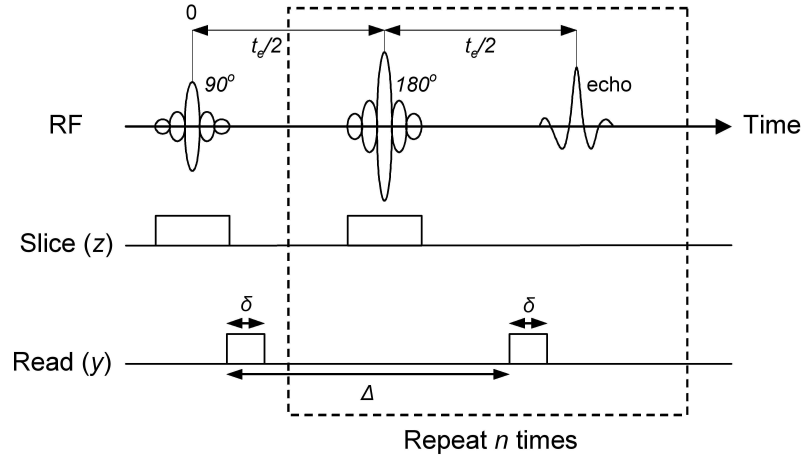 0
tₑ/2
tₑ/2
90°
180°
echo
RF
Time
Slice (z)
δ
δ
Read (y)
Δ
Repeat n times